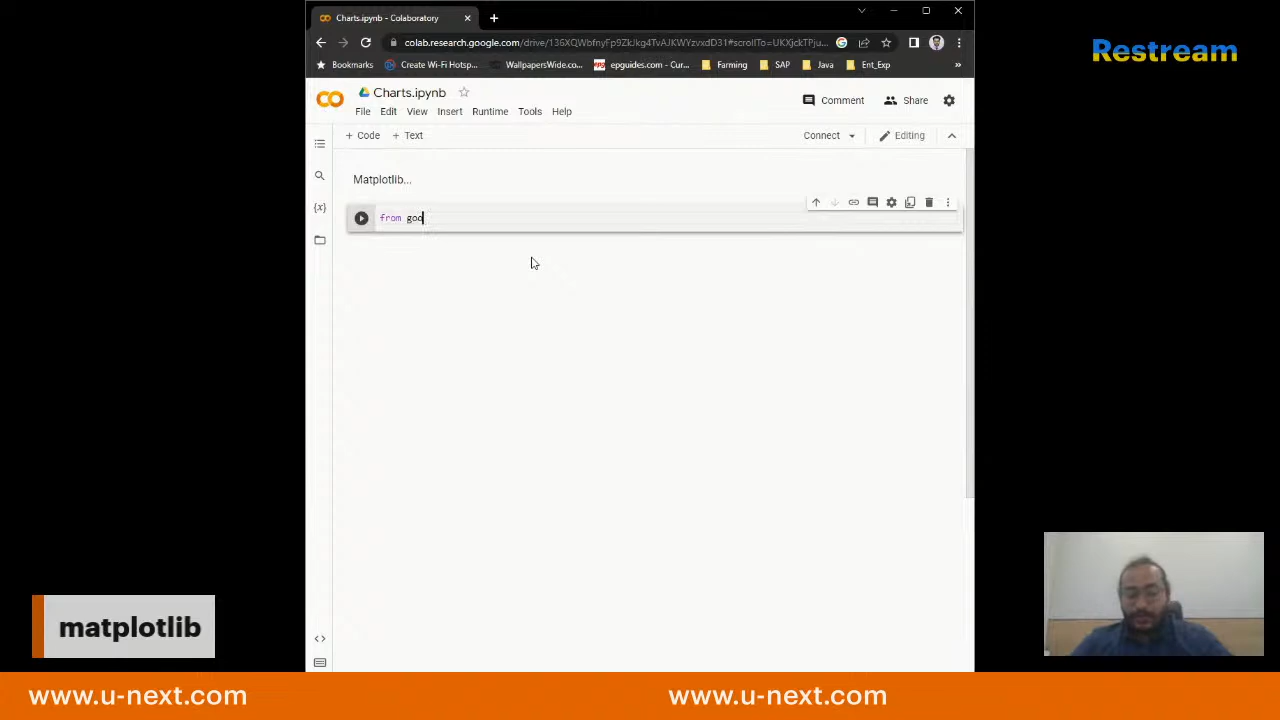 Charts.ipynb - Colaboratory
Restream
colab.research.google.com/drive/136XQWbfnyFp9ZkJkg4TvAJKWYzvxdD31#scrollTo=UKXjckTPju...
Bookmarks Create Wi-Fi Hotsp... WallpapersWide.co... epguides.com - Cur... Farming SAP Java Ent_Exp »
Charts.ipynb
Comment Share
File Edit View Insert Runtime Tools Help
+ Code + Text Connect Editing
Matplotlib...
{x}
from goo
matplotlib
www.u-next.com www.u-next.com